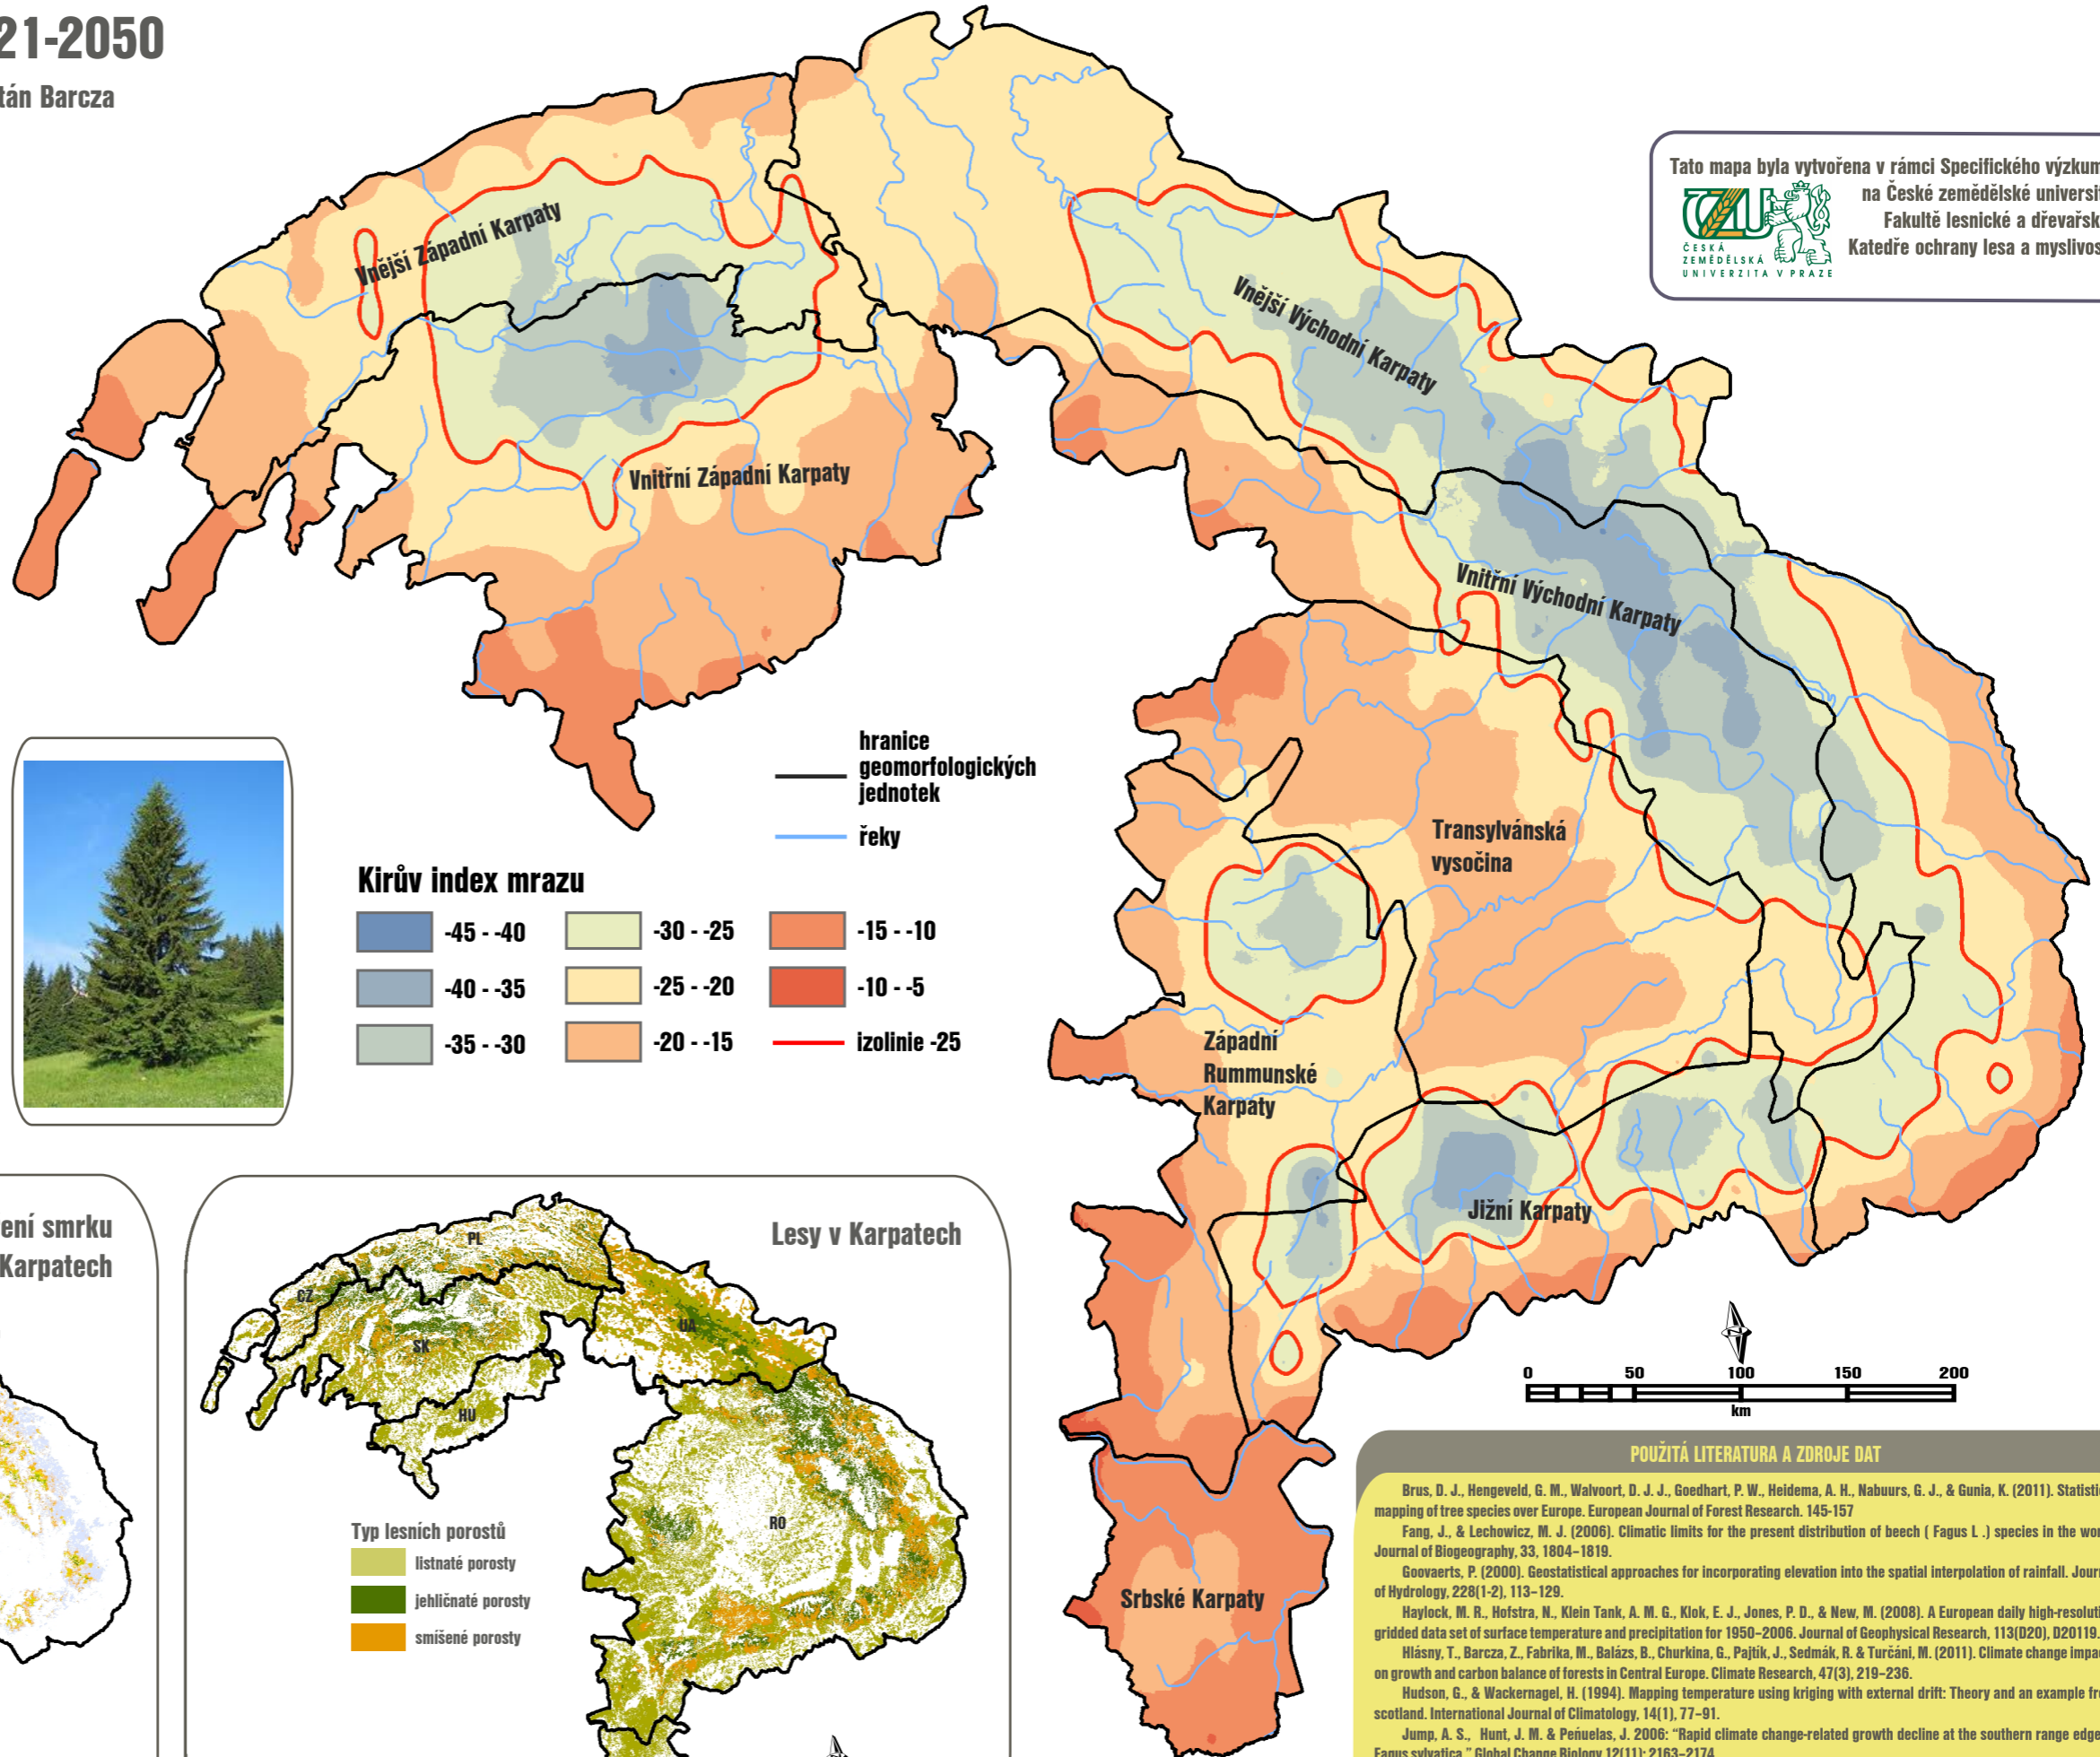 21-2050
tán Barcza
Tato mapa byla vytvořena v rámci Specifického výzkum
na České zemědělské universi
Fakultě lesnické a dřevařsk
Katedře ochrany lesa a myslivos
ČZU
ČESKÁ
ZEMĚDĚLSKÁ
UNIVERZITA V PRAZE
Vnější Západní Karpaty
Vnější Východní Karpaty
Vnitřní Západní Karpaty
Vnitřní Východní Karpaty
Transylvánská
vysočina
Západní
Rummunské
Karpaty
Jižní Karpaty
Srbské Karpaty
hranice
geomorfologických
jednotek
řeky
Kirův index mrazu
-45 - -40
-30 - -25
-15 - -10
-40 - -35
-25 - -20
-10 - -5
-35 - -30
-20 - -15
izolinie -25
ení smrku
Karpatech
Lesy v Karpatech
PL
CZ
SK
UA
HU
RO
Typ lesních porostů
listnaté porosty
jehličnaté porosty
smíšené porosty
0 50 100 150 200
km
POUŽITÁ LITERATURA A ZDROJE DAT
Brus, D. J., Hengeveld, G. M., Walvoort, D. J. J., Goedhart, P. W., Heidema, A. H., Nabuurs, G. J., & Gunia, K. (2011). Statistic
mapping of tree species over Europe. European Journal of Forest Research. 145-157
Fang, J., & Lechowicz, M. J. (2006). Climatic limits for the present distribution of beech ( Fagus L .) species in the wor
Journal of Biogeography, 33, 1804–1819.
Goovaerts, P. (2000). Geostatistical approaches for incorporating elevation into the spatial interpolation of rainfall. Jour
of Hydrology, 228(1-2), 113–129.
Haylock, M. R., Hofstra, N., Klein Tank, A. M. G., Klok, E. J., Jones, P. D., & New, M. (2008). A European daily high-resoluti
gridded data set of surface temperature and precipitation for 1950–2006. Journal of Geophysical Research, 113(D20), D20119.
Hlásny, T., Barcza, Z., Fabrika, M., Balázs, B., Churkina, G., Pajtík, J., Sedmák, R. & Turčáni, M. (2011). Climate change impa
on growth and carbon balance of forests in Central Europe. Climate Research, 47(3), 219–236.
Hudson, G., & Wackernagel, H. (1994). Mapping temperature using kriging with external drift: Theory and an example fr
scotland. International Journal of Climatology, 14(1), 77–91.
Jump, A. S., Hunt, J. M. & Peńuelas, J. 2006: “Rapid climate change-related growth decline at the southern range edge
Fagus sylvatica.” Global Change Biology 12(11): 2163–2174